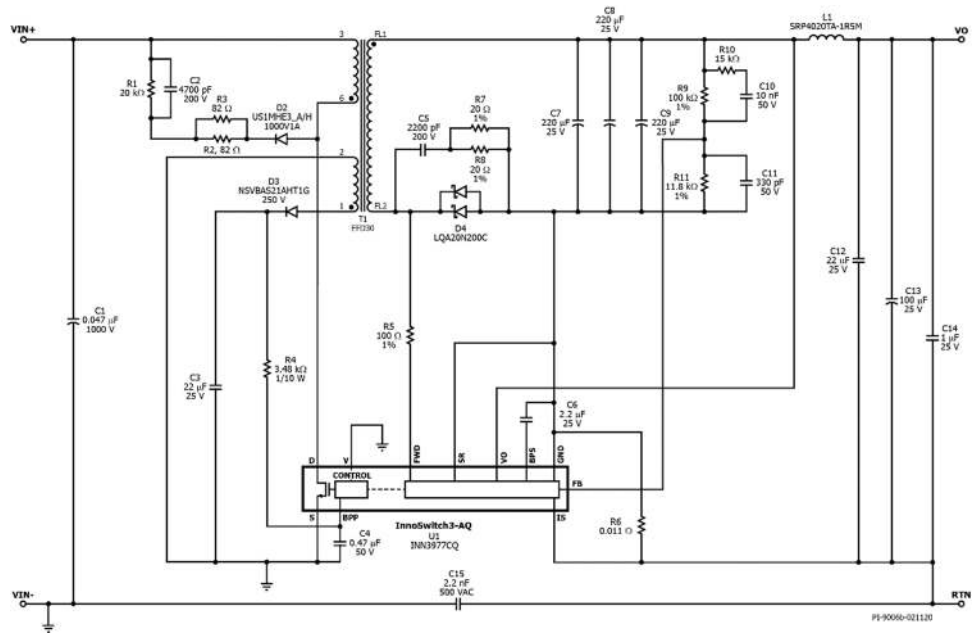 C8
220 µF
25 V
L1
SRP4020TA-1R5M
VIN+
3
FL1
VO
R1
20 kΩ
C2
4700 pF
200 V
R3
82 Ω
R2, 82 Ω
D2
US1MHE3_A/H
1000V1A
6
R10
15 kΩ
R9
100 kΩ
1%
C10
10 nF
50 V
C5
2200 pF
200 V
R7
20 Ω
1%
R8
20 Ω
1%
C7
220 µF
25 V
C9
220 µF
25 V
2
D3
NSVBAS21AHT1G
250 V
1
T1
EFD30
FL2
D4
LQA20N200C
R11
11.8 kΩ
1%
C11
330 pF
50 V
C12
22 µF
25 V
C13
100 µF
25 V
C14
1 µF
25 V
C1
0.047 µF
1000 V
R5
100 Ω
1%
R4
3.48 kΩ
1/10 W
C3
22 µF
25 V
C6
2.2 µF
25 V
D
V
FWD
SR
VO
BPS
GND
CONTROL
FB
S
BPP
IS
InnoSwitch3-AQ
U1
INN3977CQ
C4
0.47 µF
50 V
R6
0.011 Ω
C15
2.2 nF
500 VAC
VIN-
RTN
PI-9006b-021120